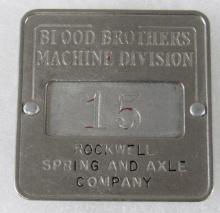 BLOOD BROTHERS
MACHINE DIVISION
15
ROCKWELL
SPRING AND AXLE
COMPANY